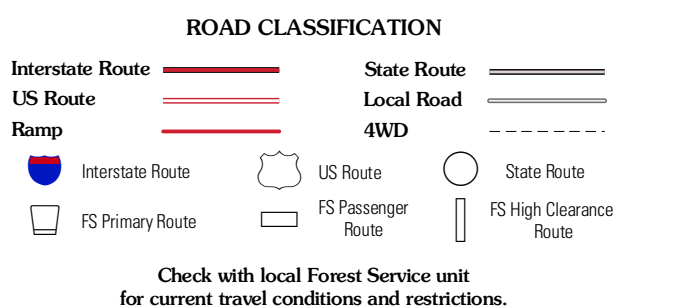 ROAD CLASSIFICATION
Interstate Route
State Route
US Route
Local Road
Ramp
4WD
Interstate Route
US Route
State Route
FS Primary Route
FS Passenger
Route
FS High Clearance
Route
Check with local Forest Service unit
for current travel conditions and restrictions.